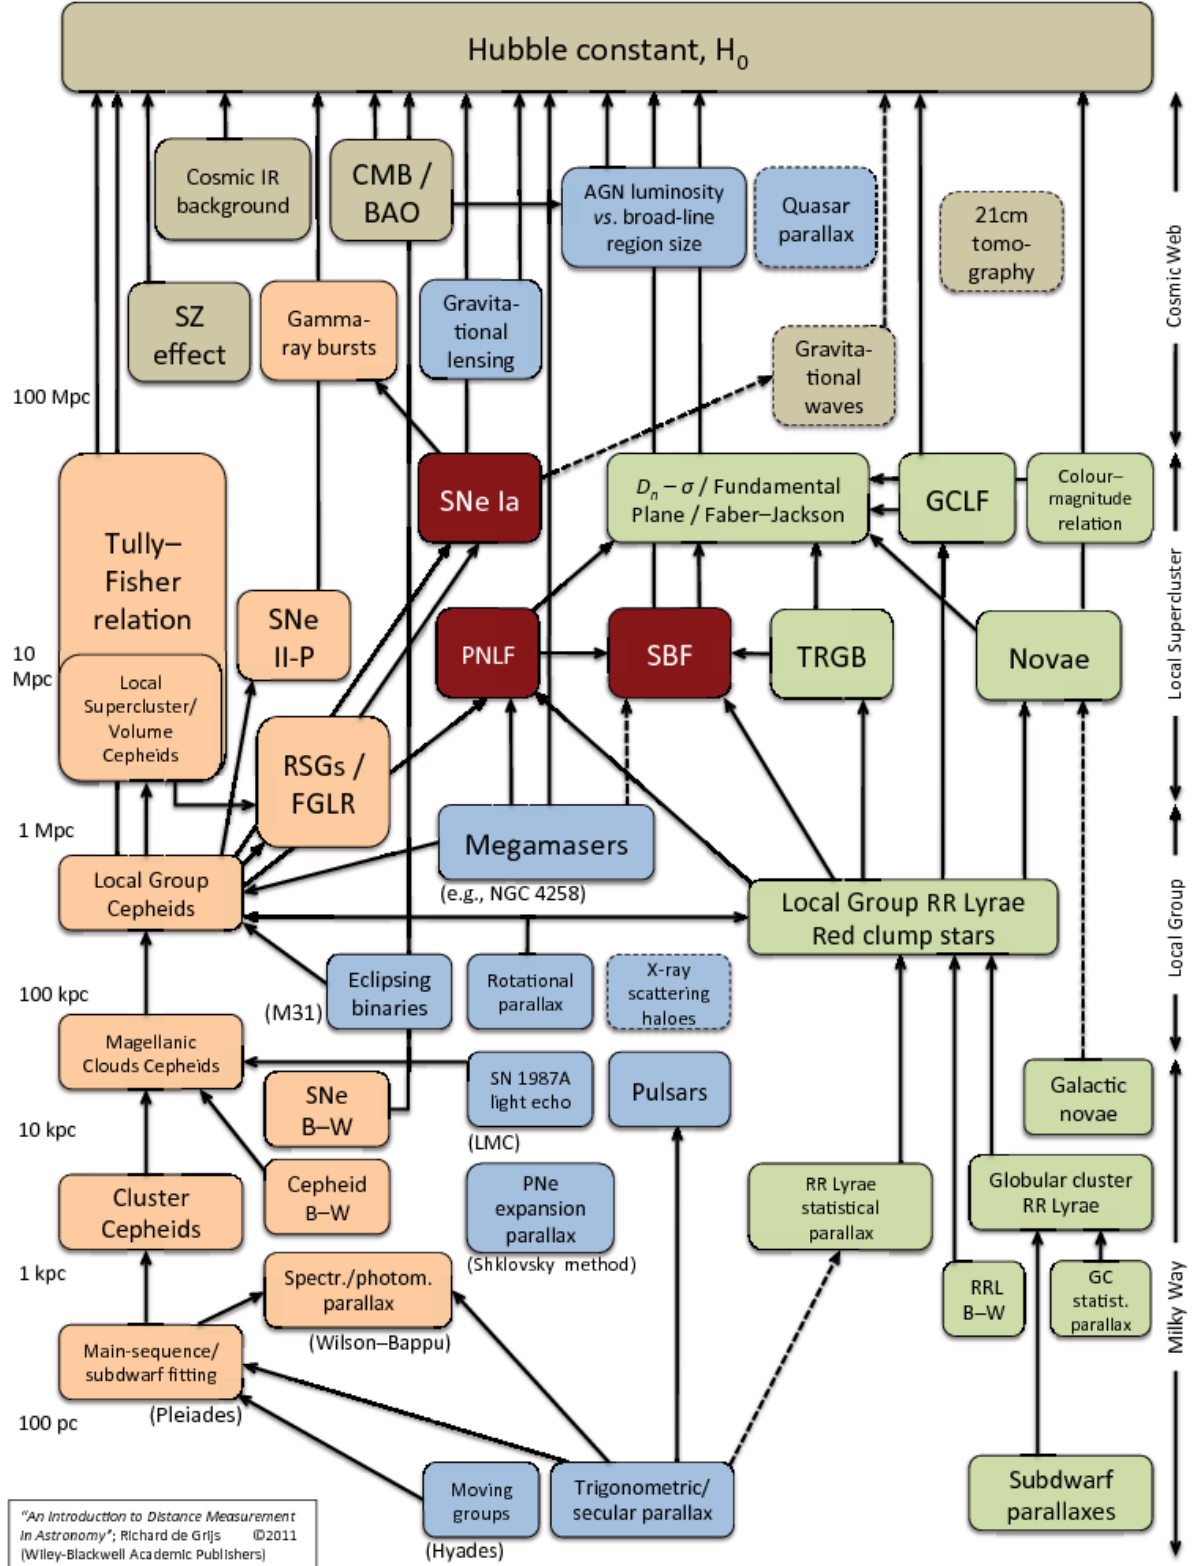 Hubble constant, H₀
Cosmic IR
background
CMB /
BAO
AGN luminosity
vs. broad-line
region size
Quasar
parallax
21cm
tomo-
graphy
SZ
effect
Gamma-
ray bursts
Gravita-
tional
lensing
Gravita-
tional
waves
Cosmic Web
100 Mpc
Tully–
Fisher
relation
SNe Ia
Dₙ – σ / Fundamental
Plane / Faber–Jackson
GCLF
Colour–
magnitude
relation
SNe
II-P
PNLF
SBF
TRGB
Novae
Local Supercluster
10
Mpc
Local
Supercluster/
Volume
Cepheids
RSGs /
FGLR
1 Mpc
Megamasers
(e.g., NGC 4258)
Local Group
Cepheids
Local Group RR Lyrae
Red clump stars
Local Group
Eclipsing
binaries
(M31)
Rotational
parallax
X-ray
scattering
haloes
100 kpc
Magellanic
Clouds Cepheids
SNe
B–W
SN 1987A
light echo
(LMC)
Pulsars
Galactic
novae
10 kpc
Cluster
Cepheids
Cepheid
B–W
PNe
expansion
parallax
(Shklovsky method)
RR Lyrae
statistical
parallax
Globular cluster
RR Lyrae
1 kpc
Spectr./photom.
parallax
(Wilson–Bappu)
RRL
B–W
GC
statist.
parallax
Milky Way
Main-sequence/
subdwarf fitting
(Pleiades)
100 pc
Moving
groups
(Hyades)
Trigonometric/
secular parallax
Subdwarf
parallaxes
"An Introduction to Distance Measurement
in Astronomy"; Richard de Grijs ©2011
(Wiley-Blackwell Academic Publishers)